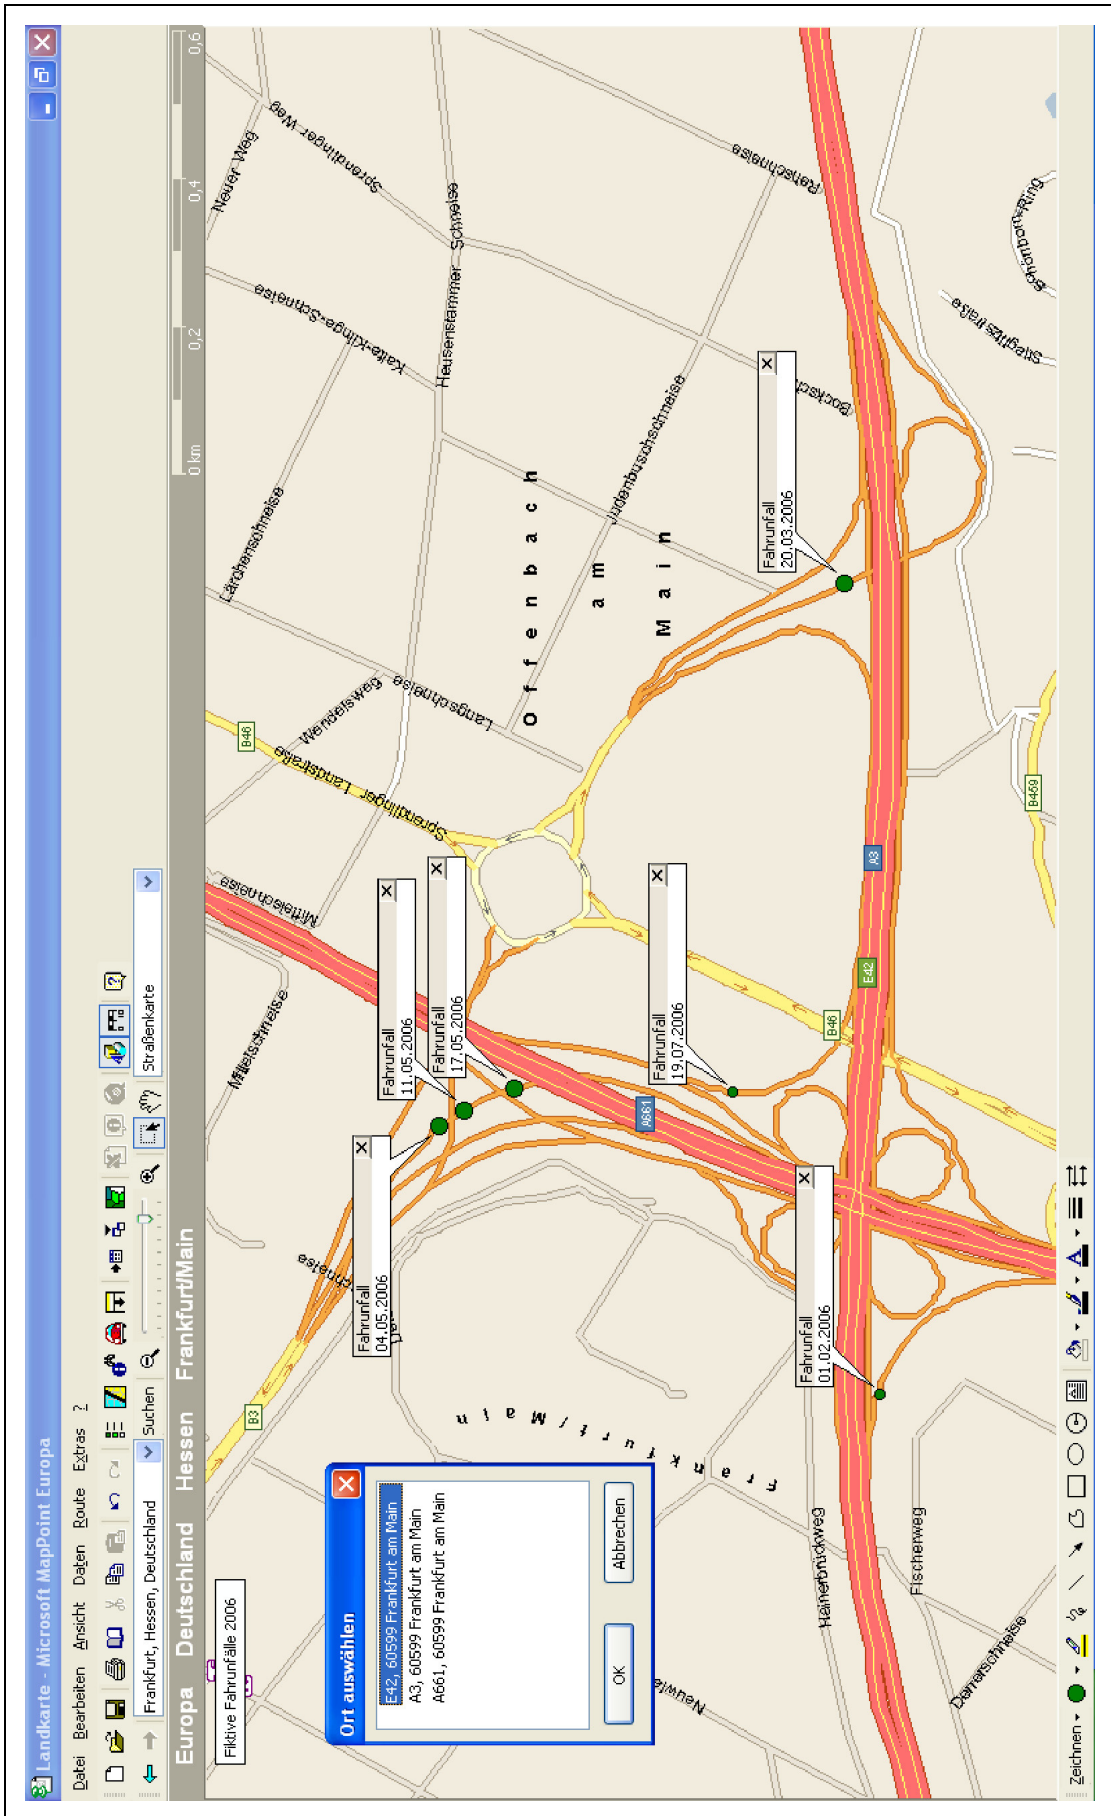 Landkarte - Microsoft MapPoint Europa
Datei Bearbeiten Ansicht Daten Route Extras ?
Frankfurt, Hessen, Deutschland
Suchen
Straßenkarte
Europa Deutschland Hessen Frankfurt/Main
0 km 0,2 0,4 0,6
Fiktive Fahrunfälle 2006
B3
Mittelschneise
Mittelschneise
B46
Sprendlinger Landstraße
Wendelsweg
Langschneise
Lärchenschneise
Kalte-Klinge-Schneise
Neuer Weg
Sprendlinger Weg
Heusenstammer Schneise
Offenbach
am
Main
Judenbuschschneise
Rehschneise
Ort auswählen
E42, 60599 Frankfurt am Main
A3, 60599 Frankfurt am Main
A661, 60599 Frankfurt am Main
OK
Abbrechen
Fahrunfall
04.05.2006
Fahrunfall
11.05.2006
Fahrunfall
17.05.2006
Fahrunfall
19.07.2006
Fahrunfall
20.03.2006
Fahrunfall
01.02.2006
Frankfurt/Main
A661
B46
E42
A3
B459
Hainerbrückweg
Fischerweg
Stieglitzstraße
Schönborn-Ring
Zeichnen